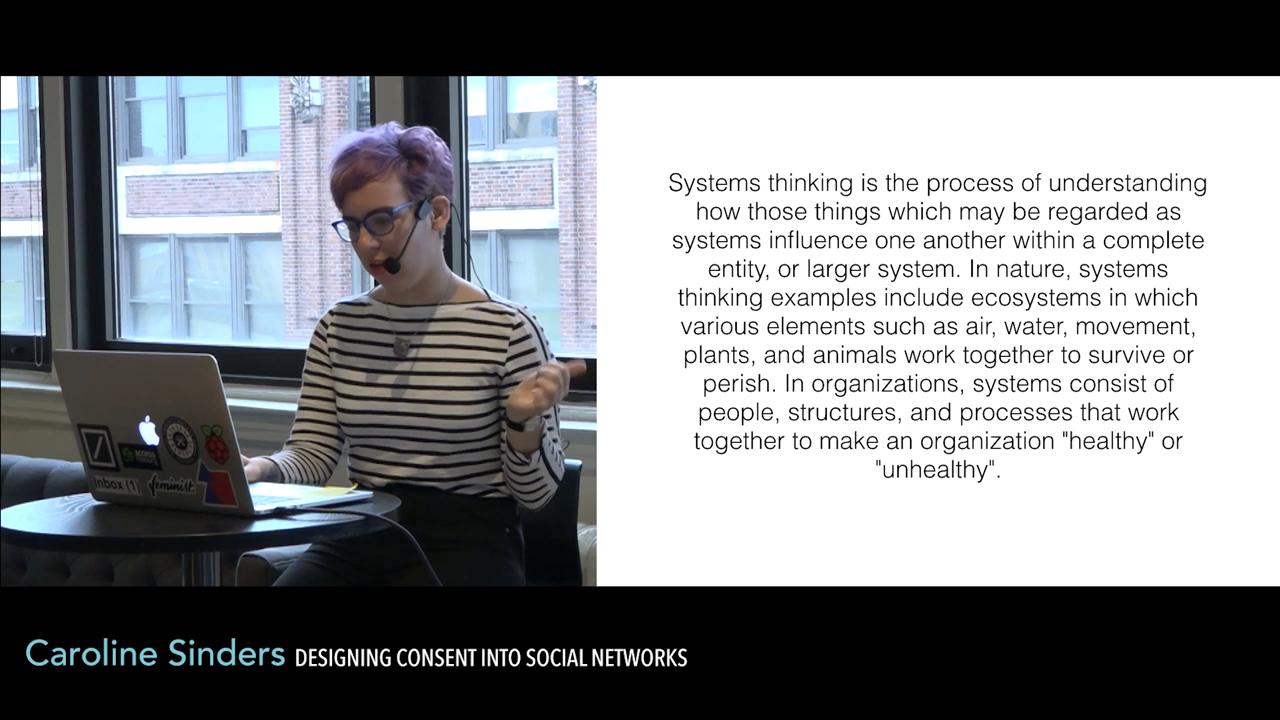 Systems thinking is the process of understanding
how those things which may be regarded as
systems influence one another within a complete
entity, or larger system. In nature, systems
thinking examples include ecosystems in which
various elements such as air, water, movement,
plants, and animals work together to survive or
perish. In organizations, systems consist of
people, structures, and processes that work
together to make an organization "healthy" or
"unhealthy".
Inbox (1)
feminist.
Caroline Sinders DESIGNING CONSENT INTO SOCIAL NETWORKS